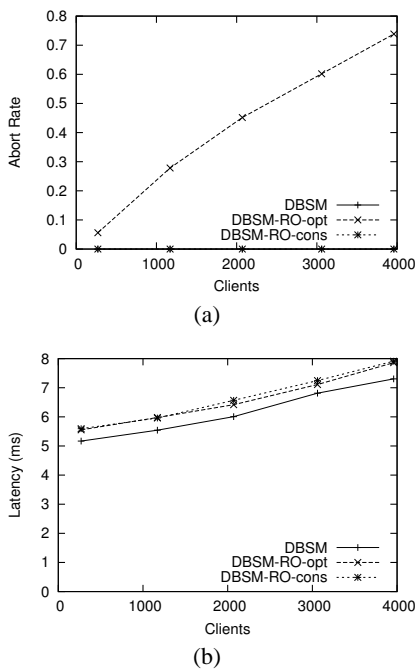 0.8
0.7
0.6
0.5
0.4
0.3
0.2
0.1
0
Abort Rate
DBSM
DBSM-RO-opt
DBSM-RO-cons
0 1000 2000 3000 4000
Clients
(a)
8
7
6
5
4
3
2
1
0
Latency (ms)
DBSM
DBSM-RO-opt
DBSM-RO-cons
0 1000 2000 3000 4000
Clients
(b)